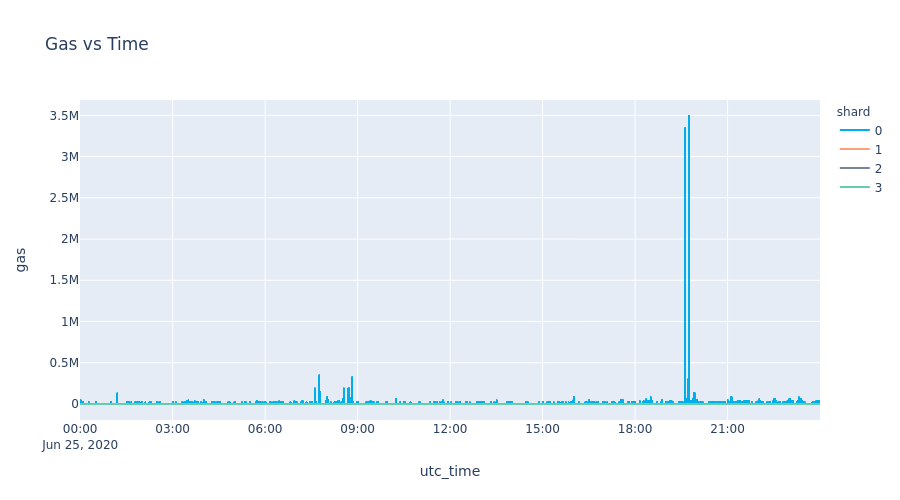 Gas vs Time
shard
0
1
2
3
3.5M
3M
2.5M
2M
1.5M
1M
0.5M
0
gas
00:00 03:00 06:00 09:00 12:00 15:00 18:00 21:00
Jun 25, 2020
utc_time